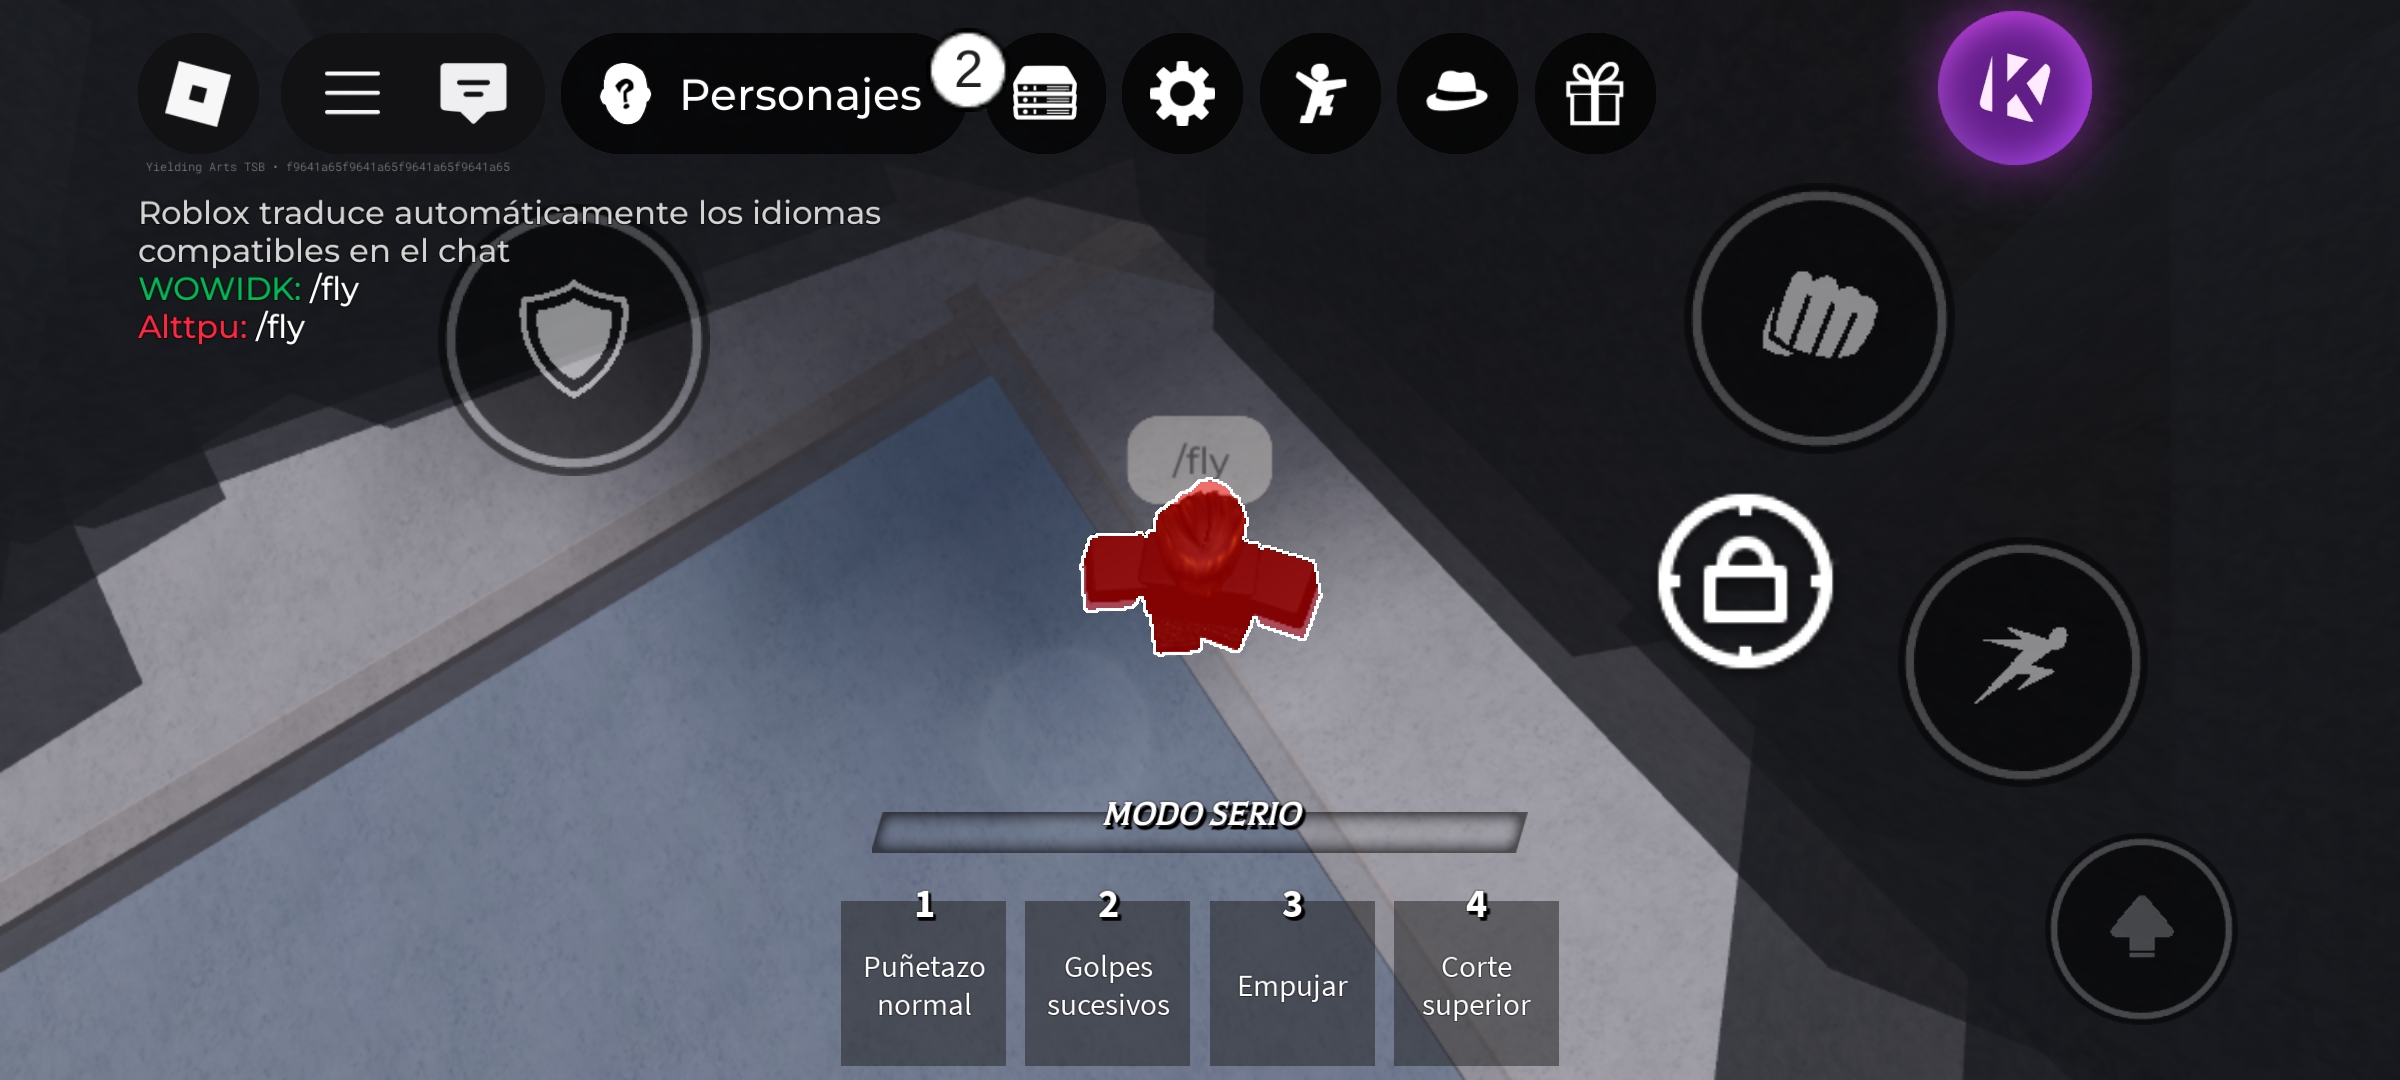 Personajes
2
Yielding Arts TSB • f9641a65f9641a65f9641a65f9641a65
Roblox traduce automáticamente los idiomas
compatibles en el chat
WOWIDK: /fly
Alttpu: /fly
/fly
MODO SERIO
1
Puñetazo
normal
2
Golpes
sucesivos
3
Empujar
4
Corte
superior